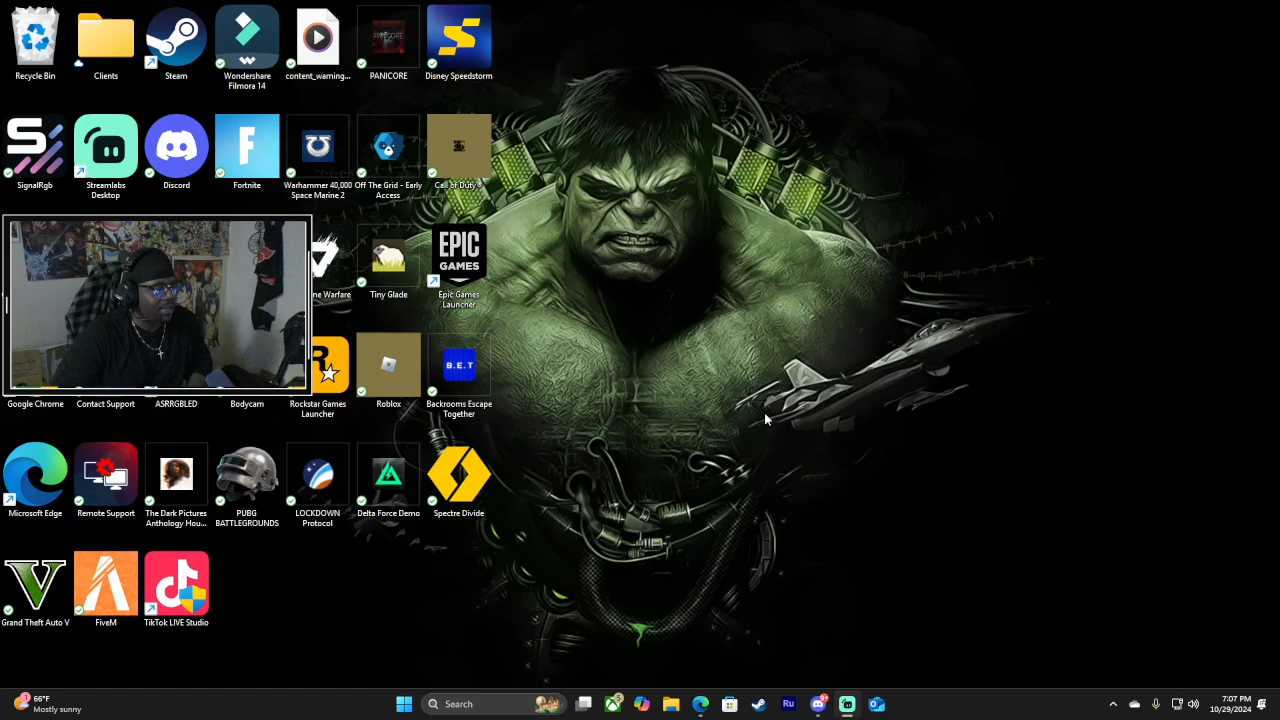 Recycle Bin
Clients
Steam
Wondershare
Filmora 14
content_warning...
PANICORE
Disney Speedstorm
SignalRgb
Streamlabs
Desktop
Discord
Fortnite
Warhammer 40,000
Space Marine 2
Off The Grid - Early
Access
Call of Duty®
ne Warfare
Tiny Glade
EPIC
GAMES
Epic Games
Launcher
Google Chrome
Contact Support
ASRRGBLED
Bodycam
Rockstar Games
Launcher
Roblox
B.E.T
Backrooms Escape
Together
Microsoft Edge
Remote Support
The Dark Pictures
Anthology Hou...
PUBG
BATTLEGROUNDS
LOCKDOWN
Protocol
Delta Force Demo
Spectre Divide
Grand Theft Auto V
FiveM
TikTok LIVE Studio
66°F
Mostly sunny
Search
Ru
7:07 PM
10/29/2024